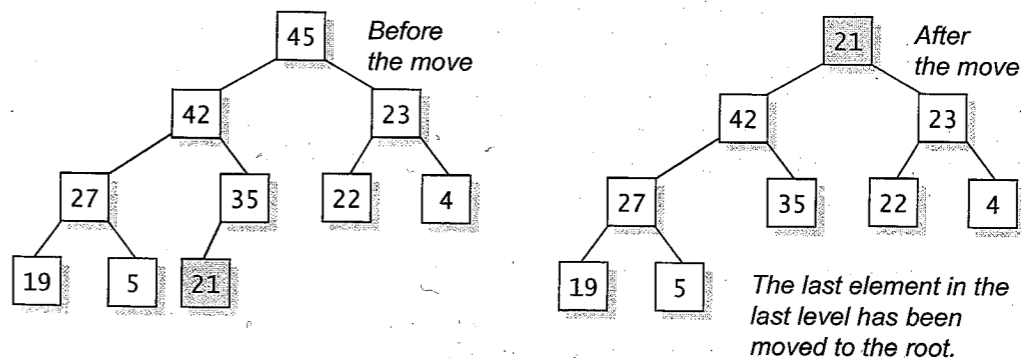 45
Before
the move
42
23
27
35
22
4
19
5
21
21
After
the move
42
23
27
35
22
4
19
5
The last element in the
last level has been
moved to the root.